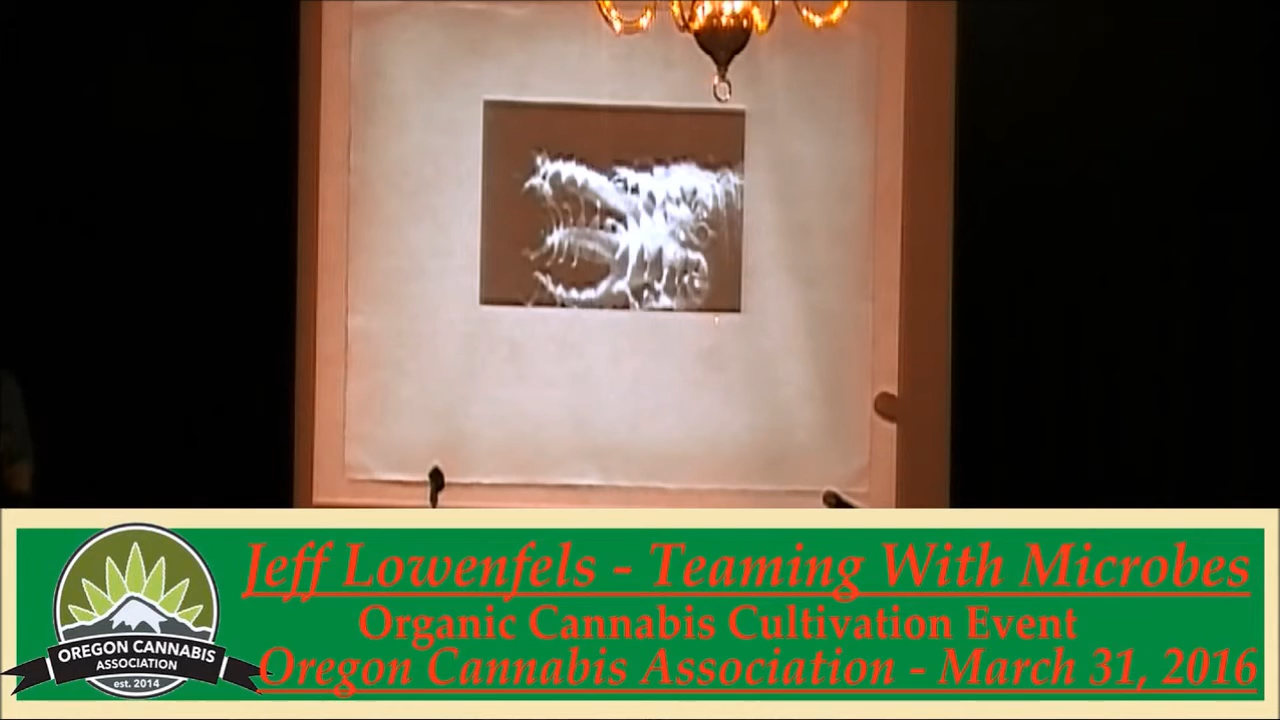 Jeff Lowenfels - Teaming With Microbes
Organic Cannabis Cultivation Event
Oregon Cannabis Association - March 31, 2016
OREGON CANNABIS
ASSOCIATION
est. 2014